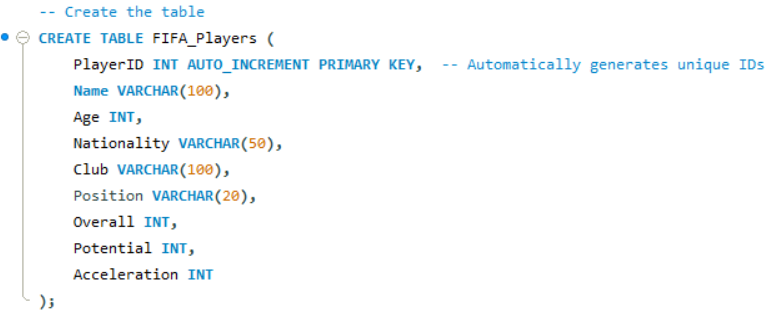 -- Create the table
CREATE TABLE FIFA_Players (
PlayerID INT AUTO_INCREMENT PRIMARY KEY,  -- Automatically generates unique IDs
Name VARCHAR(100),
Age INT,
Nationality VARCHAR(50),
Club VARCHAR(100),
Position VARCHAR(20),
Overall INT,
Potential INT,
Acceleration INT
);